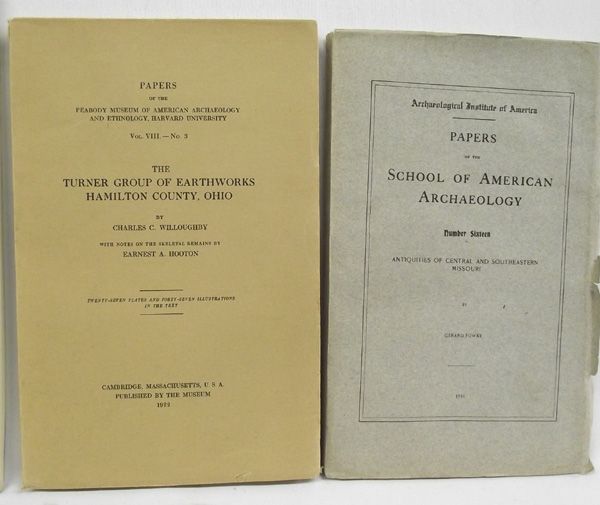 PAPERS
OF THE
PEABODY MUSEUM OF AMERICAN ARCHAEOLOGY
AND ETHNOLOGY, HARVARD UNIVERSITY
VOL. VIII. — NO. 3
THE
TURNER GROUP OF EARTHWORKS
HAMILTON COUNTY, OHIO
BY
CHARLES C. WILLOUGHBY
WITH NOTES ON THE SKELETAL REMAINS BY
EARNEST A. HOOTON
TWENTY-SEVEN PLATES AND FORTY-SEVEN ILLUSTRATIONS
IN THE TEXT
CAMBRIDGE, MASSACHUSETTS, U. S. A.
PUBLISHED BY THE MUSEUM
1922
Archaeological Institute of America
PAPERS
OF THE
SCHOOL OF AMERICAN
ARCHAEOLOGY
Number Sixteen
ANTIQUITIES OF CENTRAL AND SOUTHEASTERN
MISSOURI
BY
GERARD FOWKE